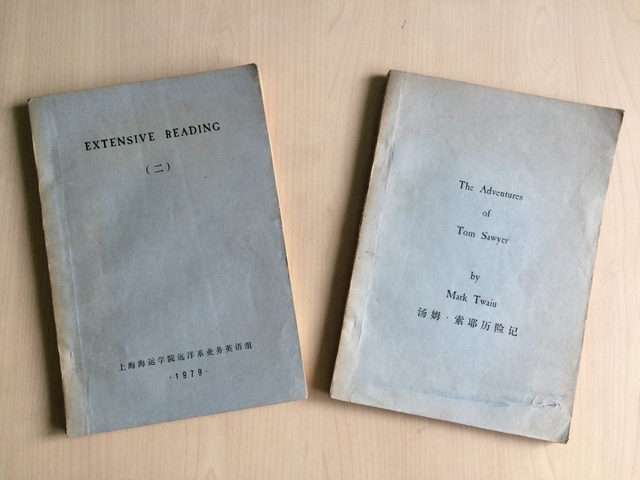 EXTENSIVE READING
(二)
上海海运学院远洋系业务英语组
·1979·
The Adventures
of
Tom Sawyer
by
Mark Twain
汤姆·索耶历险记